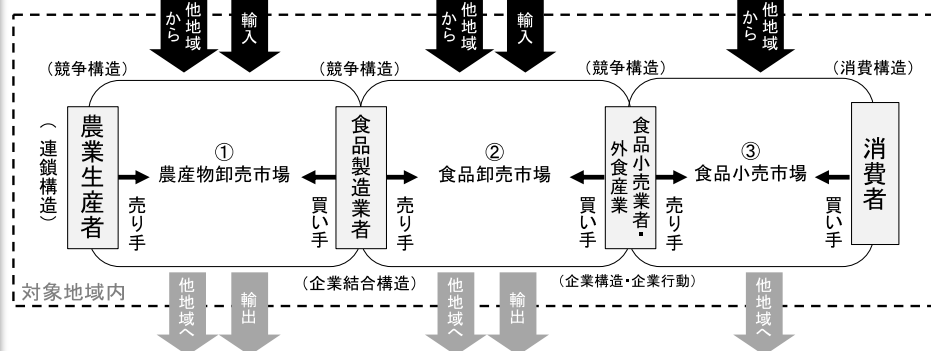 他地域から
輸入
他地域から
輸入
他地域から
(競争構造)
(競争構造)
(競争構造)
(消費構造)
(連鎖構造)
農業生産者
売り手
①
農産物卸売市場
買い手
食品製造業者
売り手
②
食品卸売市場
買い手
食品小売業者・
外食産業
売り手
③
食品小売市場
買い手
消費者
(企業結合構造)
(企業構造・企業行動)
対象地域内
他地域へ
輸出
他地域へ
輸出
他地域へ